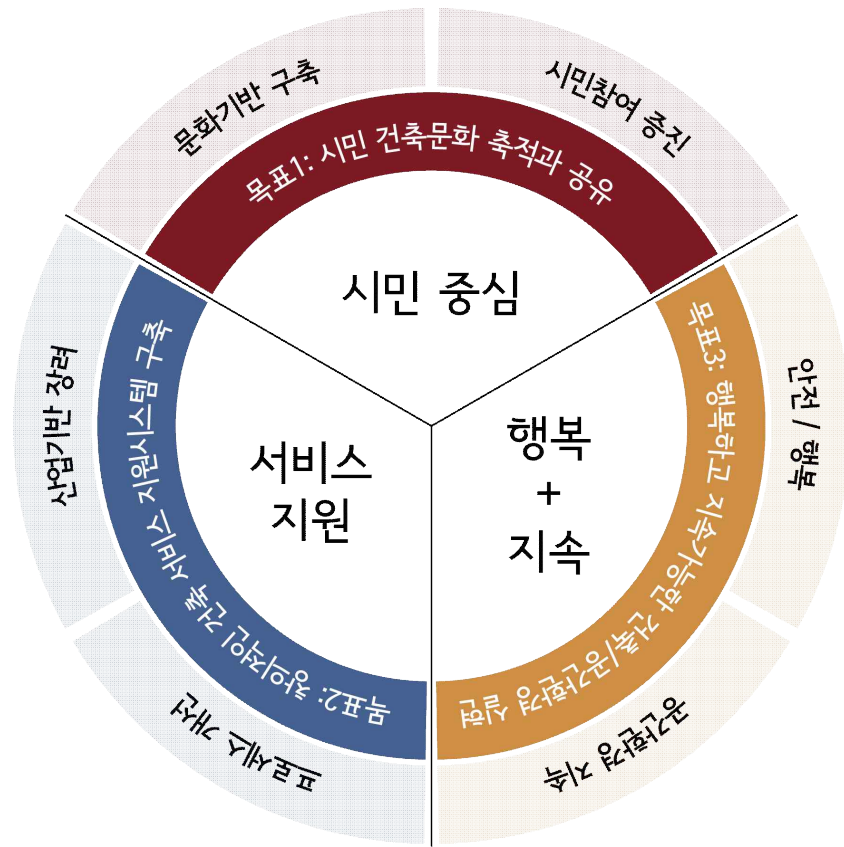 문화기반 구축
시민참여 증진
목표1: 시민 건축문화 축적과 공유
시민 중심
산업기반 장려
프로세스 개선
목표2: 창의적인 건축 서비스 지원시스템 구축
서비스
지원
안전 / 행복
공간환경 지속
목표3: 행복하고 지속가능한 건축/공간환경 실현
행복
+
지속